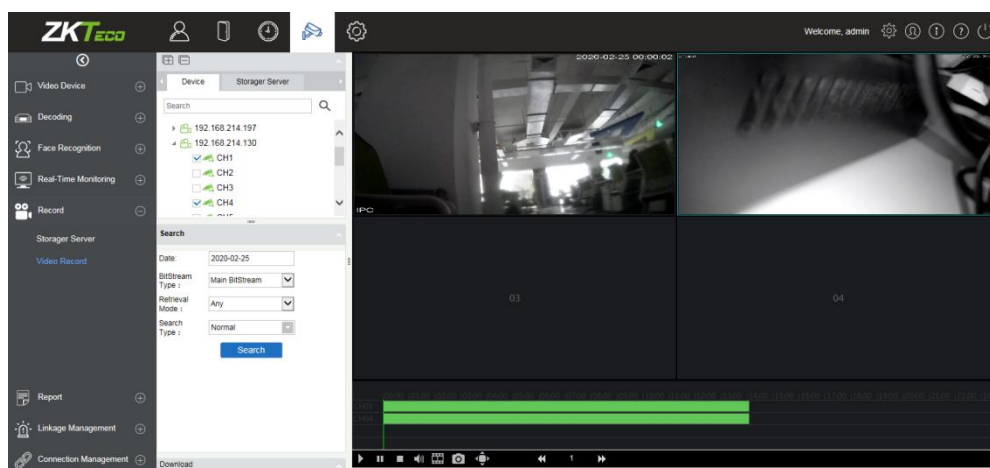 ZKTECO
Welcome, admin
Video Device
Decoding
Face Recognition
Real-Time Monitoring
Record
Storager Server
Video Record
Report
Linkage Management
Connection Management
Device
Storager Server
Search
192.168.214.197
192.168.214.130
CH1
CH2
CH3
CH4
Search
Date:
2020-02-25
BitStream
Type :
Main BitStream
Retrieval
Mode :
Any
Search
Type :
Normal
Search
Download
2020-02-25 00:00:02
IPC
03
04
CH01
CH04
1